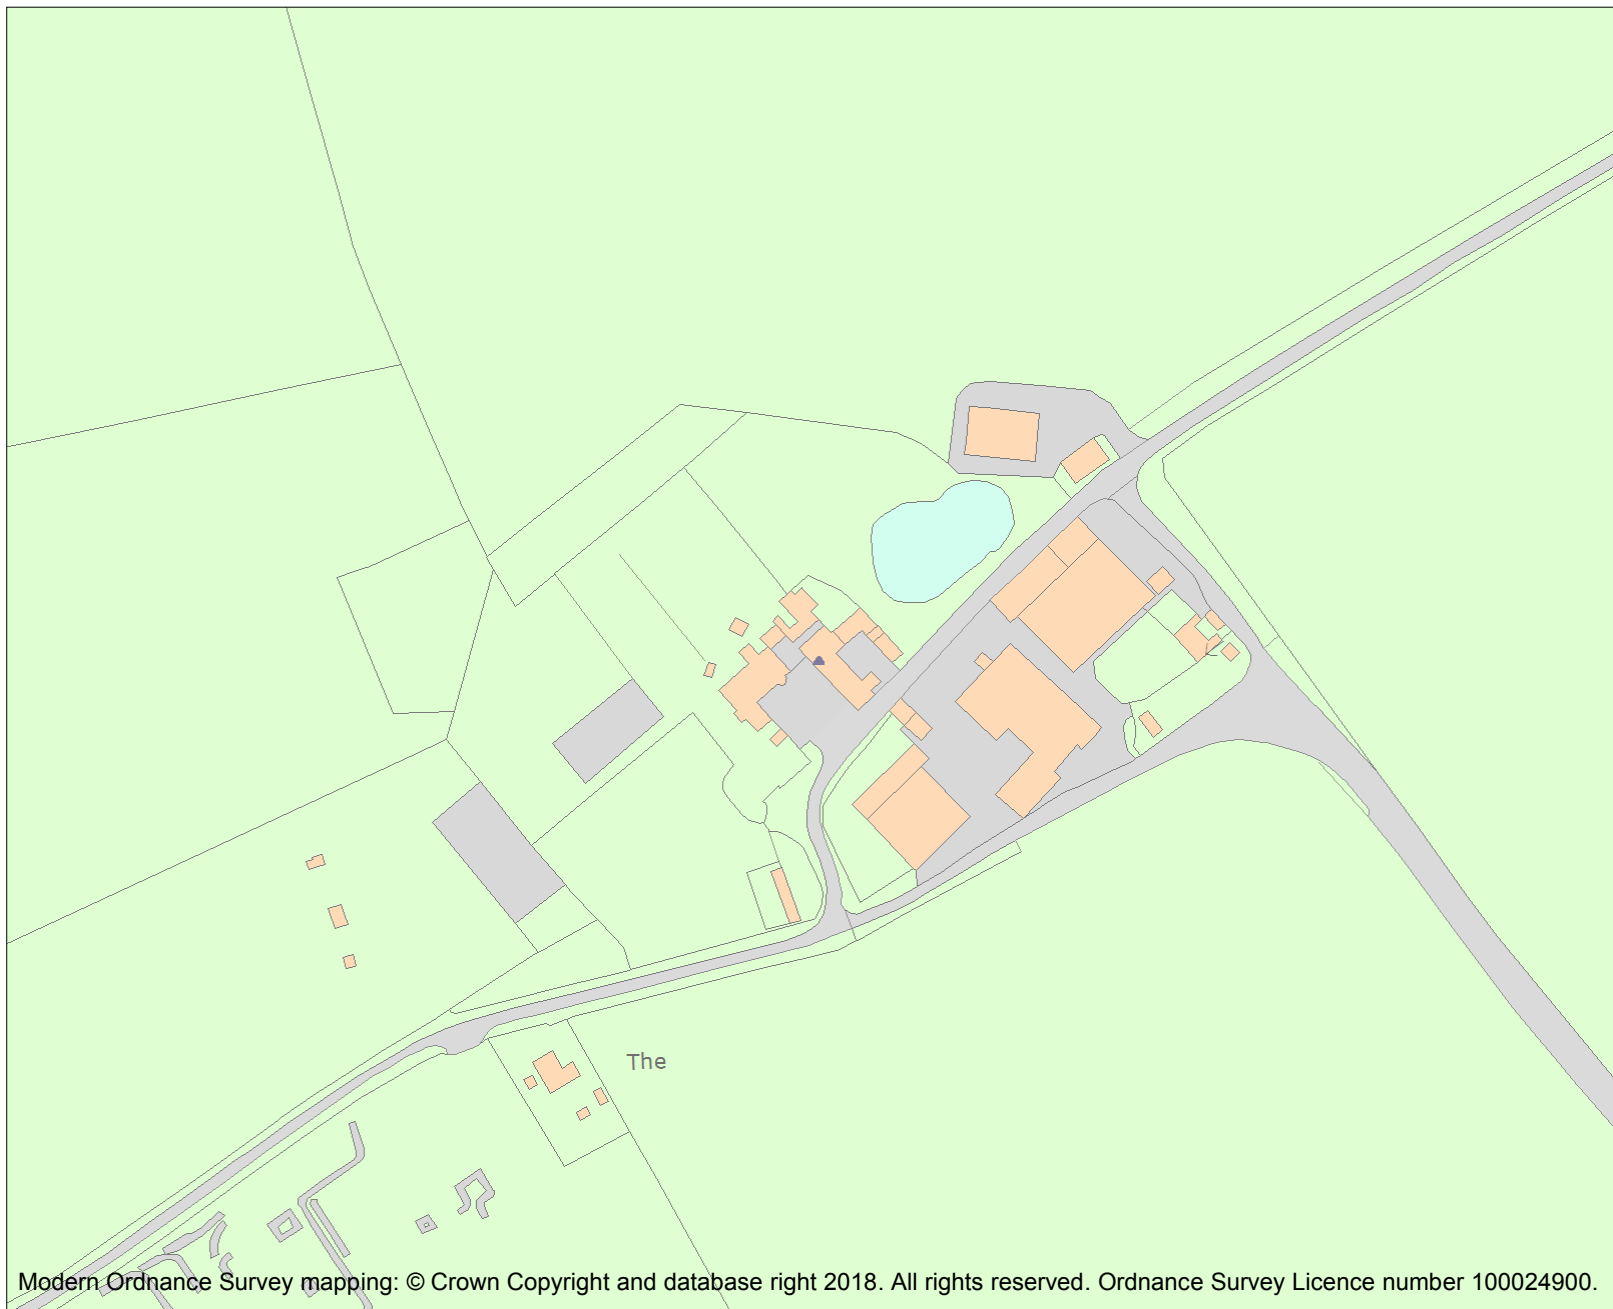 The
Modern Ordnance Survey mapping: © Crown Copyright and database right 2018. All rights reserved. Ordnance Survey Licence number 100024900.